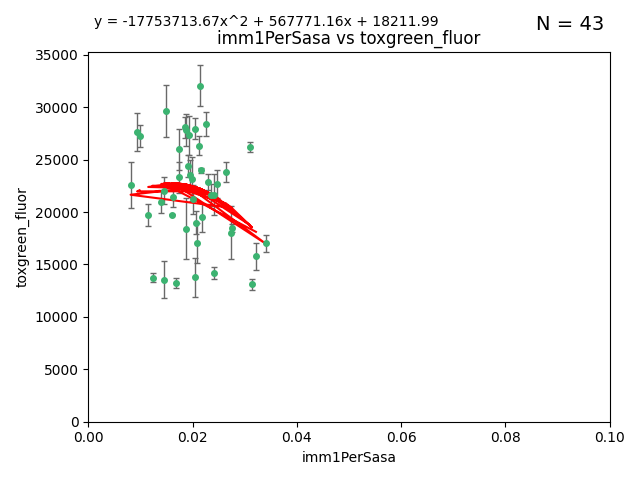 y = -17753713.67x^2 + 567771.16x + 18211.99
N = 43
imm1PerSasa vs toxgreen_fluor
35000
30000
25000
20000
15000
10000
5000
0
toxgreen_fluor
0.00 0.02 0.04 0.06 0.08 0.10
imm1PerSasa